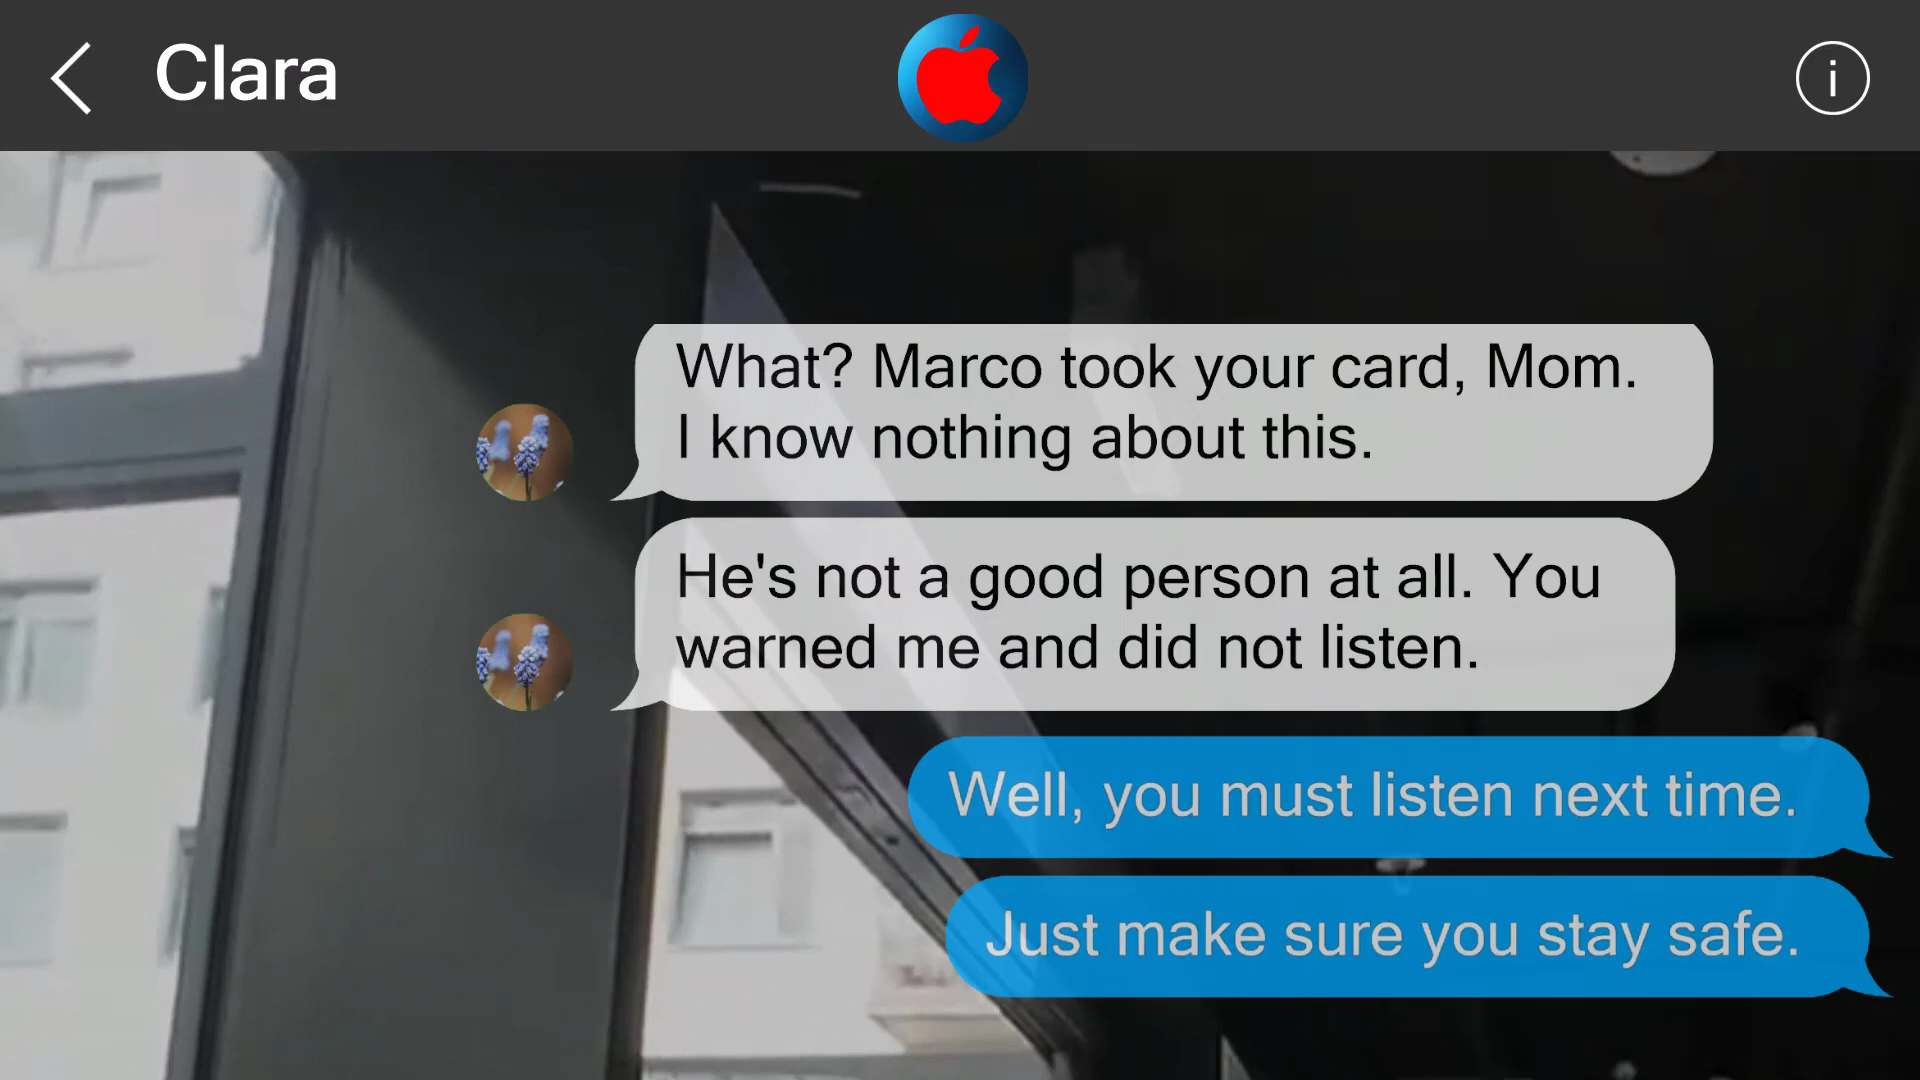 Clara
i
What? Marco took your card, Mom.
I know nothing about this.
He's not a good person at all. You
warned me and did not listen.
Well, you must listen next time.
Just make sure you stay safe.